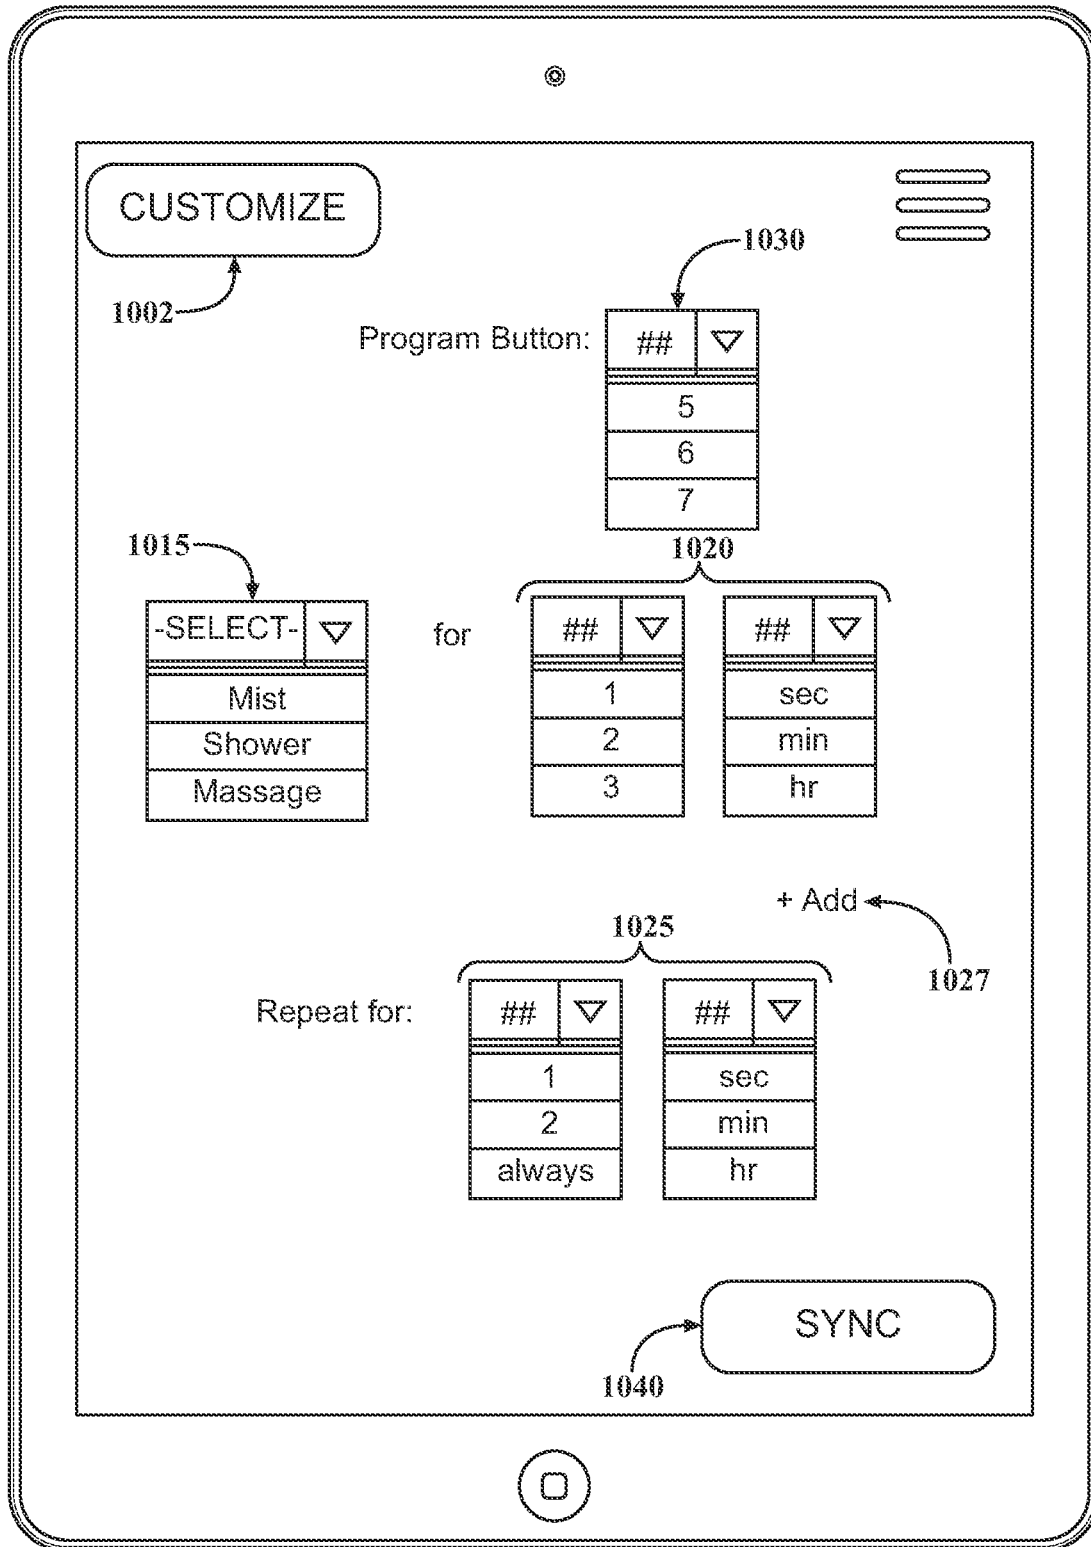 CUSTOMIZE
1002
1030
Program Button: ##
5
6
7
1015
1020
-SELECT- for ## ##
Mist 1 sec
Shower 2 min
Massage 3 hr
+ Add
1027
1025
Repeat for: ## ##
1 sec
2 min
always hr
SYNC
1040